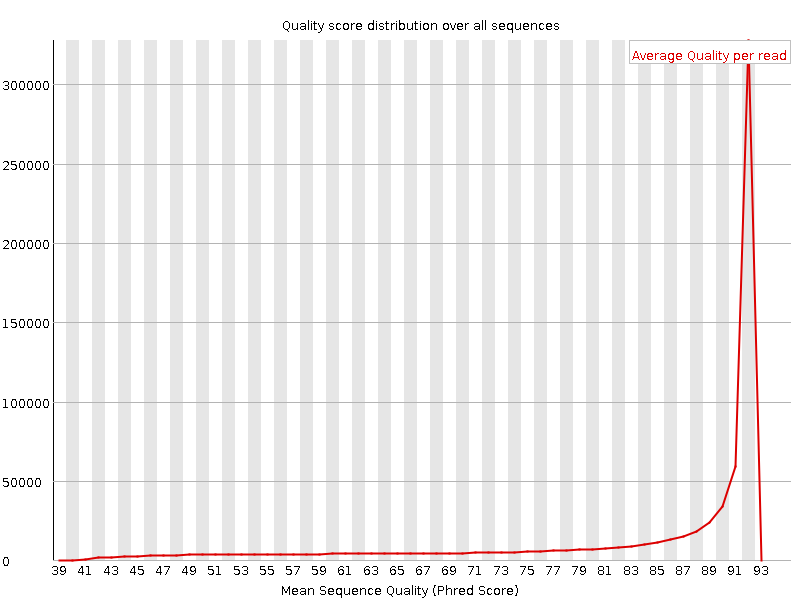 Quality score distribution over all sequences
Average Quality per read
300000
250000
200000
150000
100000
50000
0
39 41 43 45 47 49 51 53 55 57 59 61 63 65 67 69 71 73 75 77 79 81 83 85 87 89 91 93
Mean Sequence Quality (Phred Score)